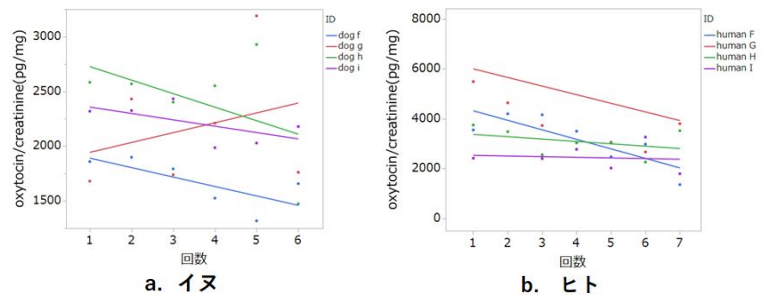 oxytocin/creatinine(pg/mg)
3000
2500
2000
1500
1 2 3 4 5 6
回数
ID
dog f
dog g
dog h
dog i
a. イヌ
oxytocin/creatinine(pg/mg)
8000
6000
4000
2000
0
1 2 3 4 5 6 7
回数
ID
human F
human G
human H
human I
b. ヒト